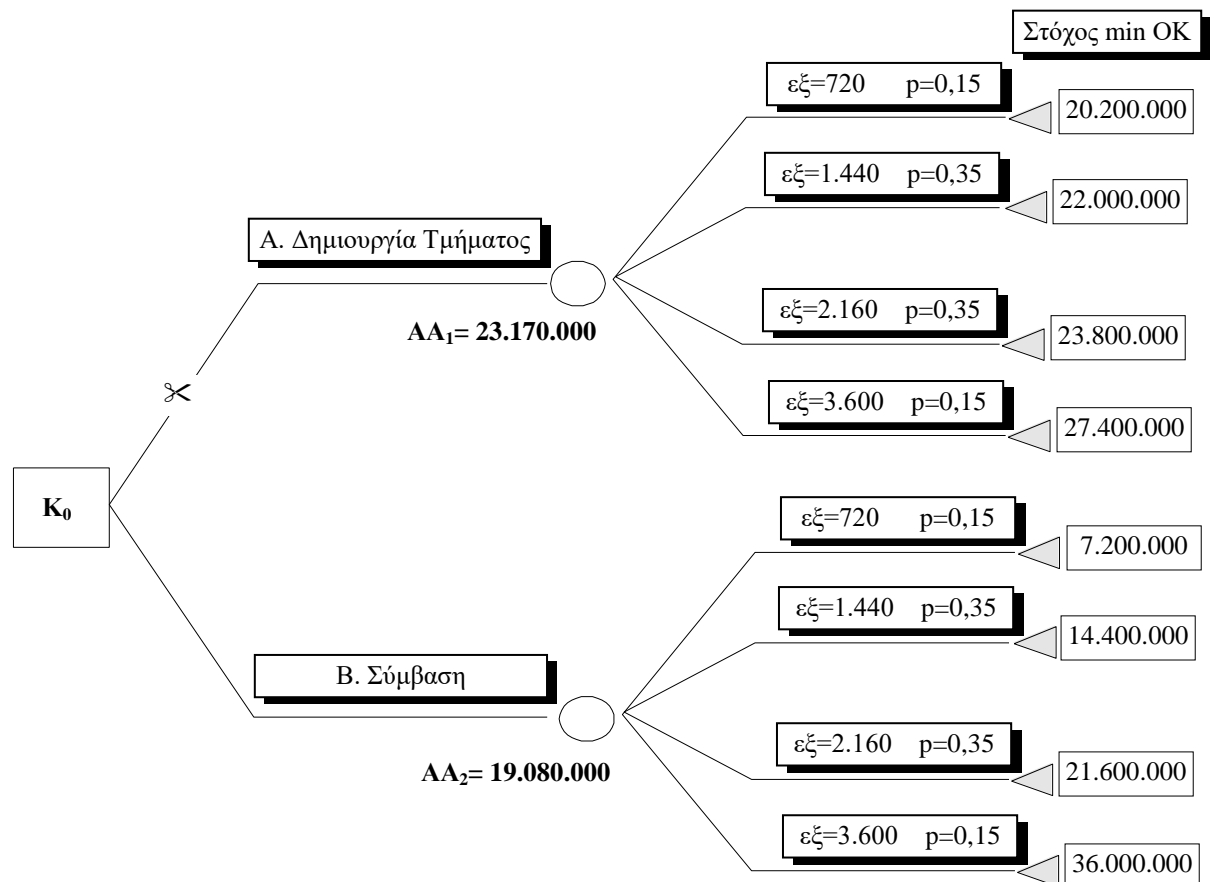 Στόχος min ΟΚ
εξ=720 p=0,15
20.200.000
εξ=1.440 p=0,35
22.000.000
Α. Δημιουργία Τμήματος
εξ=2.160 p=0,35
23.800.000
ΑΑ₁= 23.170.000
εξ=3.600 p=0,15
27.400.000
Κ₀
εξ=720 p=0,15
7.200.000
εξ=1.440 p=0,35
14.400.000
Β. Σύμβαση
εξ=2.160 p=0,35
21.600.000
ΑΑ₂= 19.080.000
εξ=3.600 p=0,15
36.000.000